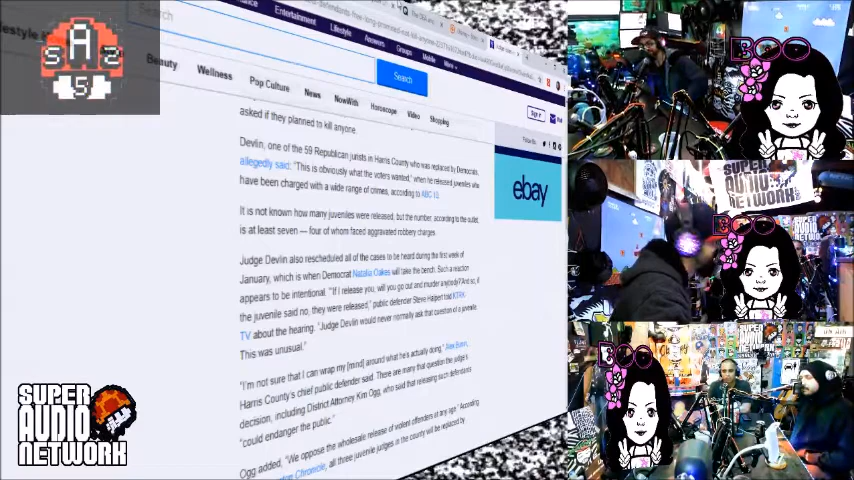 Search
Entertainment
Lifestyle
Answers
Groups
Mobile
More
Search
Beauty
Wellness
Pop Culture
News
NowWith
Horoscope
Video
Shopping
Sign in
Mail
asked if they planned to kill anyone.
Devlin, one of the 59 Republican jurists in Harris County who was replaced by Democrats,
allegedly said: "This is obviously what the voters wanted," when he released juveniles who
have been charged with a wide range of crimes, according to ABC 13.
It is not known how many juveniles were released, but the number, according to the outlet,
is at least seven — four of whom faced aggravated robbery charges.
Judge Devlin also rescheduled all of the cases to be heard during the first week of
January, which is when Democrat Natalia Oakes will take the bench. Such a reaction
appears to be intentional. "If I release you, will you go out and murder anybody? And so, if
the juvenile said no, they were released," public defender Steve Halpert told KTRK
TV about the hearing. "Judge Devlin would never normally ask that question of a juvenile.
This was unusual."
"I'm not sure that I can wrap my [mind] around what he's actually doing," Alex Bunin,
Harris County's chief public defender said. There are many that question the judge's
decision, including District Attorney Kim Ogg, who said that releasing such defendants
"could endanger the public."
Ogg added, "We oppose the wholesale release of violent offenders at any age." According
Chronicle, all three juvenile judges in the county will be replaced by
ebay
SAS
SUPER
AUDIO
NETWORK
BOO
SUPER
AUDIO
NETWORK
BOO
BOO